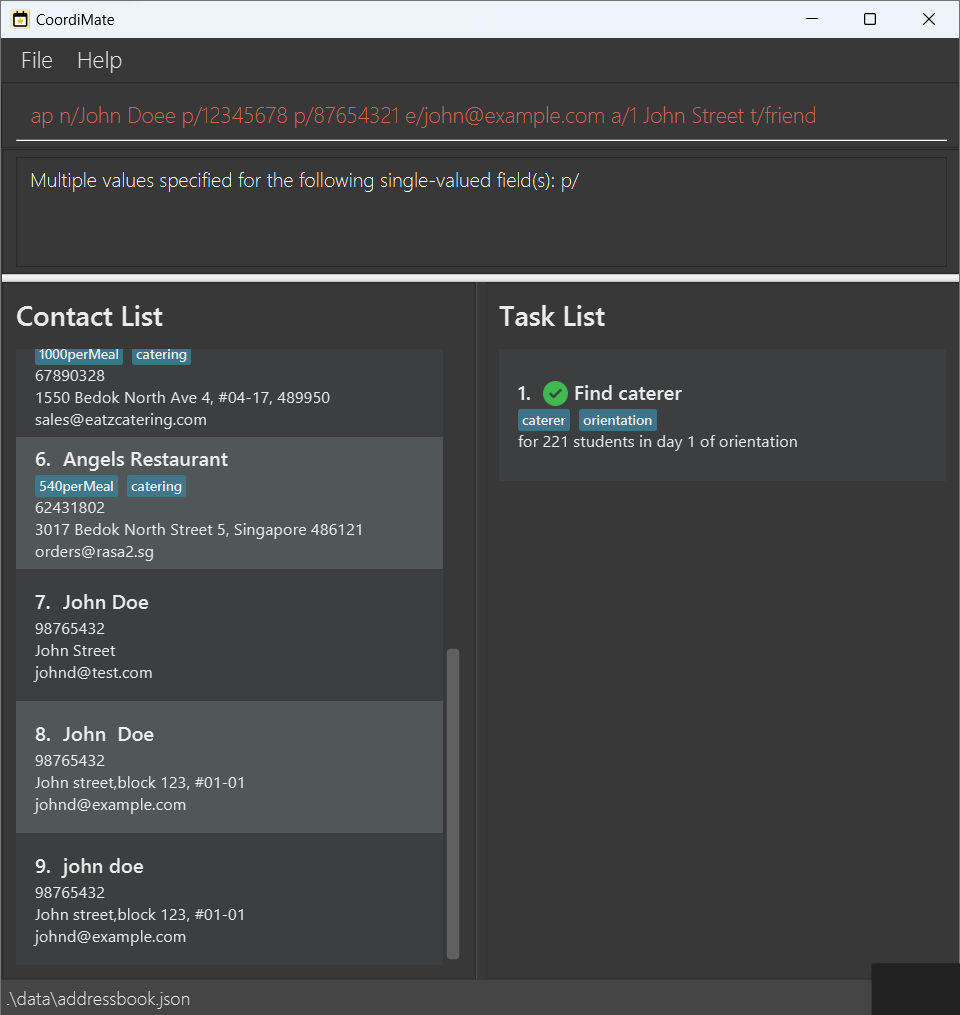 CoordiMate
File Help
ap n/John Doee p/12345678 p/87654321 e/john@example.com a/1 John Street t/friend
Multiple values specified for the following single-valued field(s): p/
Contact List
1000perMeal catering
67890328
1550 Bedok North Ave 4, #04-17, 489950
sales@eatzcatering.com
6. Angels Restaurant
540perMeal catering
62431802
3017 Bedok North Street 5, Singapore 486121
orders@rasa2.sg
7. John Doe
98765432
John Street
johnd@test.com
8. John  Doe
98765432
John street,block 123, #01-01
johnd@example.com
9. john doe
98765432
John street,block 123, #01-01
johnd@example.com
Task List
1. Find caterer
caterer orientation
for 221 students in day 1 of orientation
.\data\addressbook.json